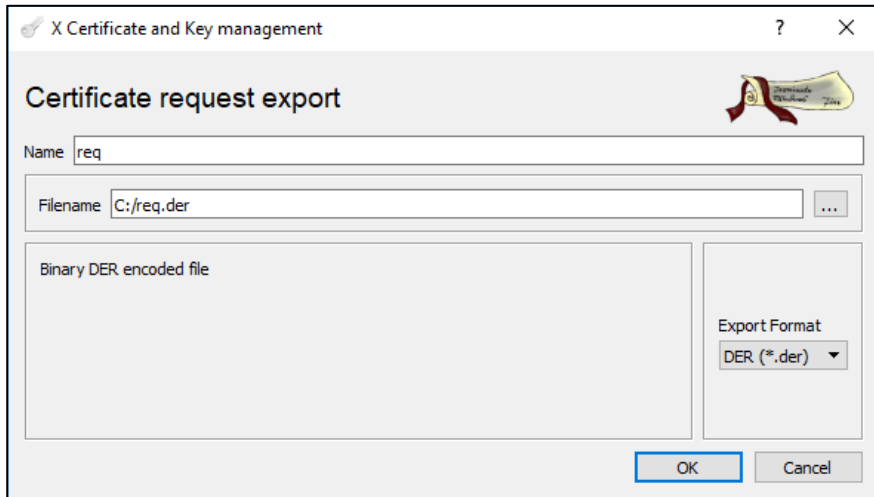 X Certificate and Key management
?
Certificate request export
Name req
Filename C:/req.der
...
Binary DER encoded file
Export Format
DER (*.der)
OK
Cancel